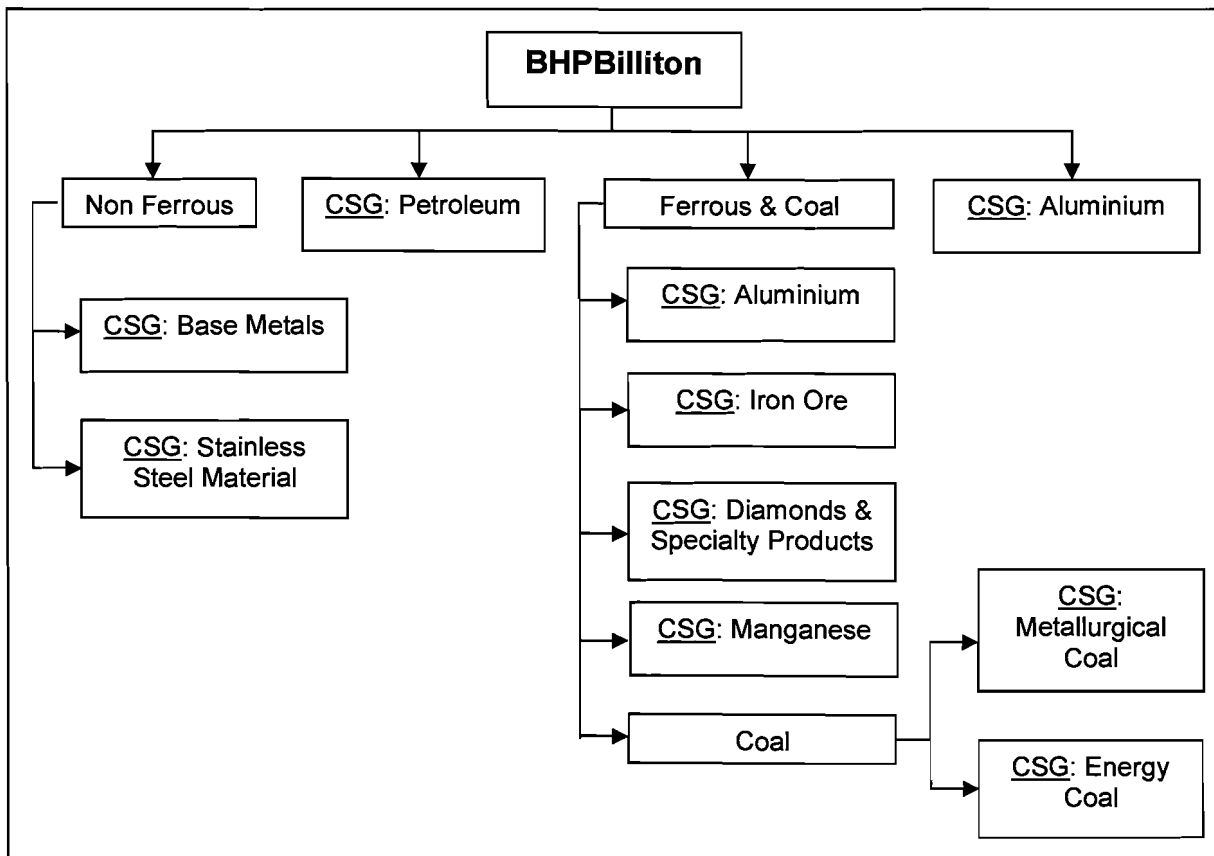 BHPBilliton
Non Ferrous
CSG: Petroleum
Ferrous & Coal
CSG: Aluminium
CSG: Base Metals
CSG: Stainless
Steel Material
CSG: Aluminium
CSG: Iron Ore
CSG: Diamonds &
Specialty Products
CSG: Manganese
Coal
CSG:
Metallurgical
Coal
CSG: Energy
Coal